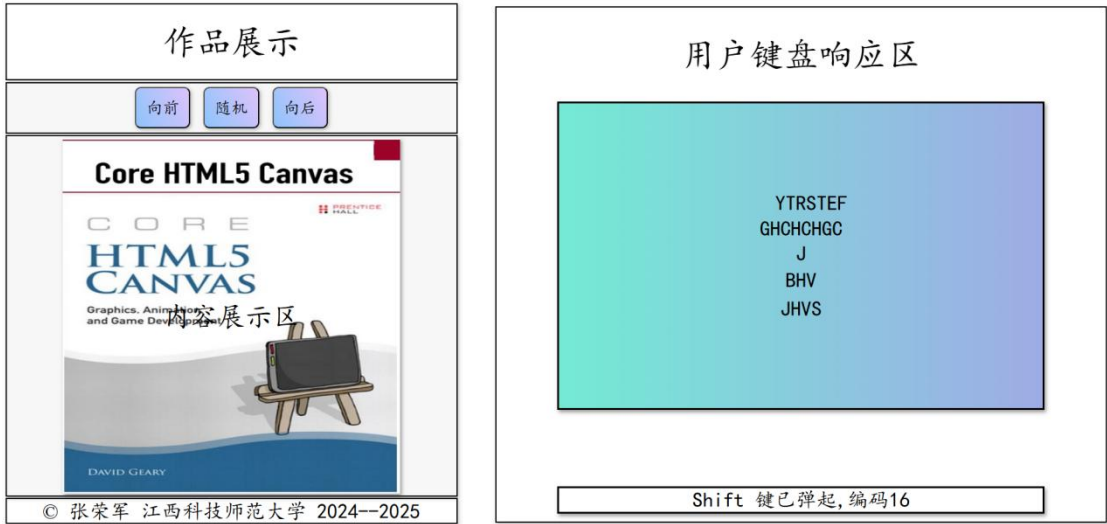 作品展示
向前 随机 向后
Core HTML5 Canvas
PRENTICE
HALL
CORE
HTML5
CANVAS
Graphics, Animation,
and Game Development
内容展示区
DAVID GEARY
© 张荣军 江西科技师范大学 2024--2025
用户键盘响应区
YTRSTEF
GHCHCHGC
J
BHV
JHVS
Shift 键已弹起,编码16